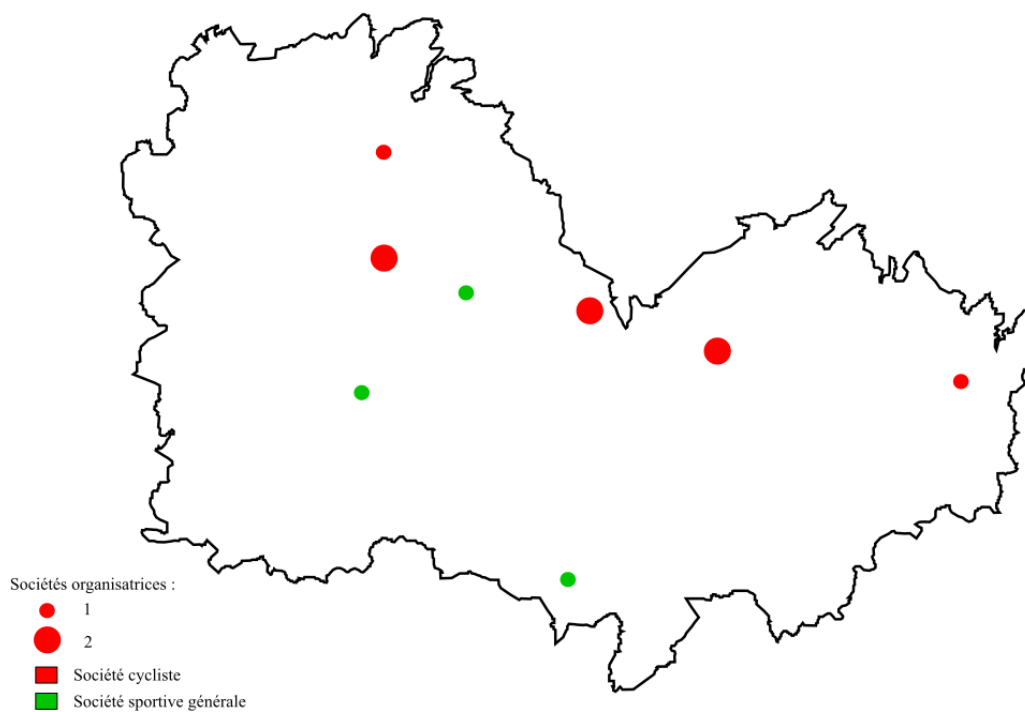 Sociétés organisatrices :
1
2
Société cycliste
Société sportive générale